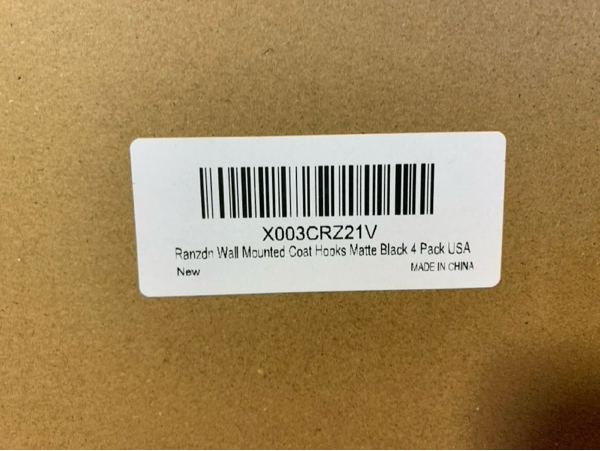 X003CRZ21V
Ranzdn Wall Mounted Coat Hooks Matte Black 4 Pack USA
New MADE IN CHINA